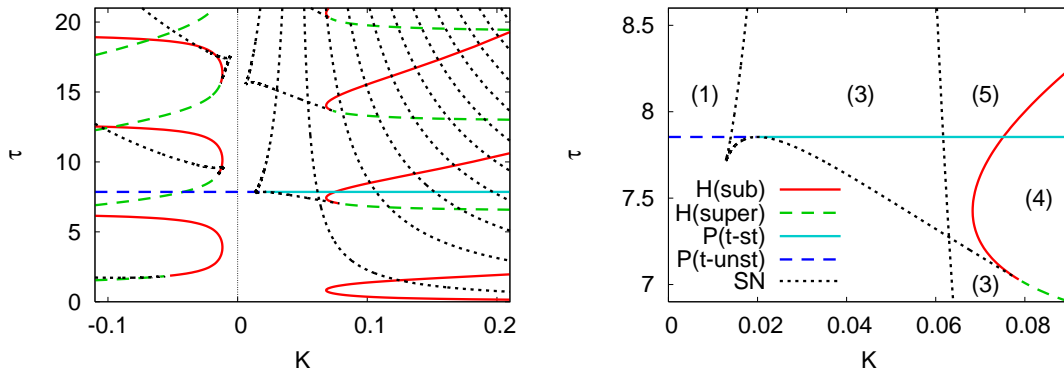 τ
20
15
10
5
0
-0.1
0
0.1
0.2
K
τ
8.5
8
7.5
7
(1)
(3)
(5)
(4)
(3)
H(sub)
H(super)
P(t-st)
P(t-unst)
SN
0
0.02
0.04
0.06
0.08
K